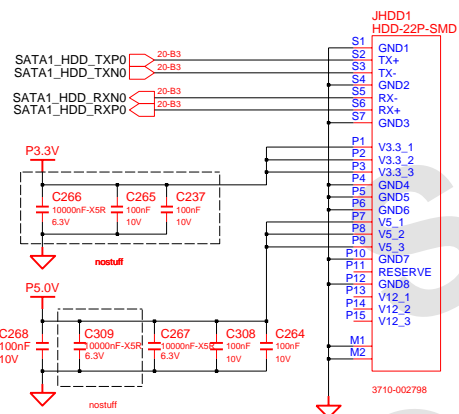 JHDD1
HDD-22P-SMD
S1 GND1
SATA1_HDD_TXP0 20-B3 S2 TX+
SATA1_HDD_TXN0 20-B3 S3 TX-
S4 GND2
SATA1_HDD_RXN0 20-B3 S5 RX-
SATA1_HDD_RXP0 20-B3 S6 RX+
S7 GND3
P3.3V
P1 V3.3_1
P2 V3.3_2
P3 V3.3_3
P4 GND4
P5 GND5
P6 GND6
P7 V5_1
P8 V5_2
P9 V5_3
P10 GND7
P11 RESERVE
P12 GND8
P13 V12_1
P14 V12_2
P15 V12_3
M1
M2
3710-002798
C266 C265 C237
10000nF-X5R 100nF 100nF
6.3V 10V 10V
nostuff
P5.0V
C268 C309 C267 C308 C264
100nF 10000nF-X5R 10000nF-X5R 100nF 100nF
10V 6.3V 6.3V 10V 10V
nostuff